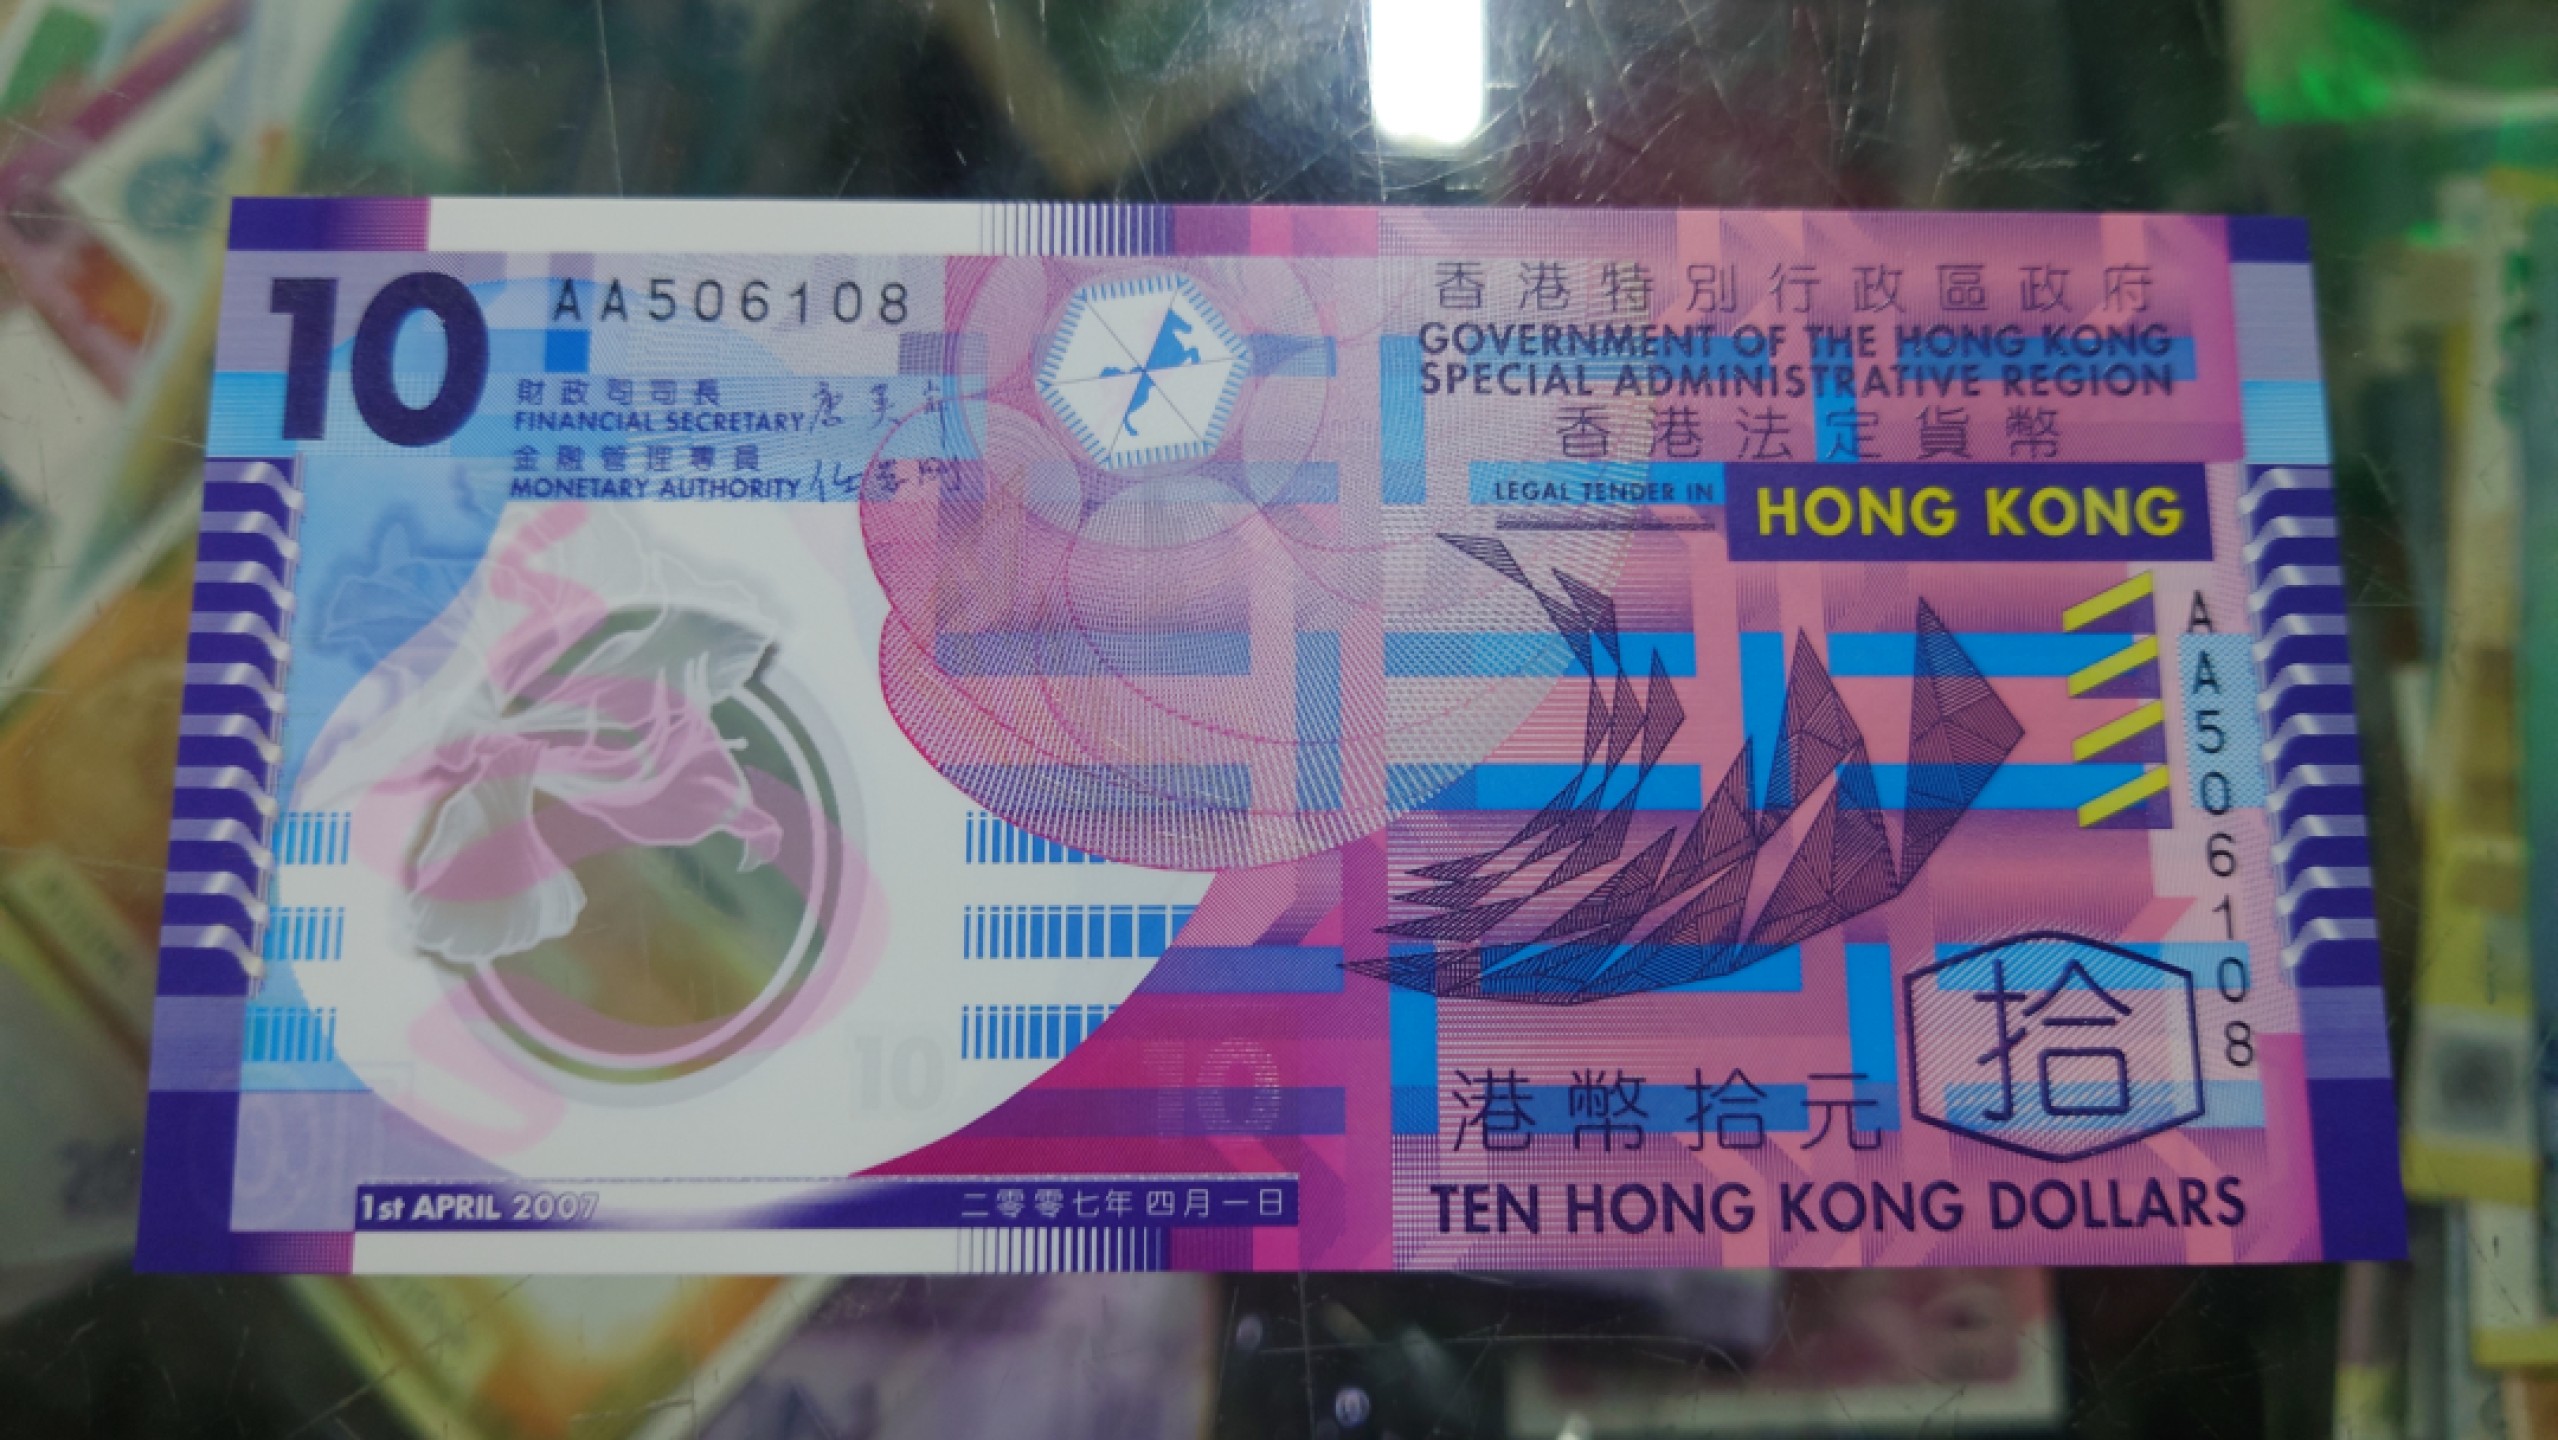 10
AA506108
財政司司長
FINANCIAL SECRETARY
金融管理專員
MONETARY AUTHORITY
香港特別行政區政府
GOVERNMENT OF THE HONG KONG
SPECIAL ADMINISTRATIVE REGION
香港法定貨幣
LEGAL TENDER IN
HONG KONG
AA506108
10
10
拾
港幣拾元
TEN HONG KONG DOLLARS
1st APRIL 2007
二零零七年四月一日